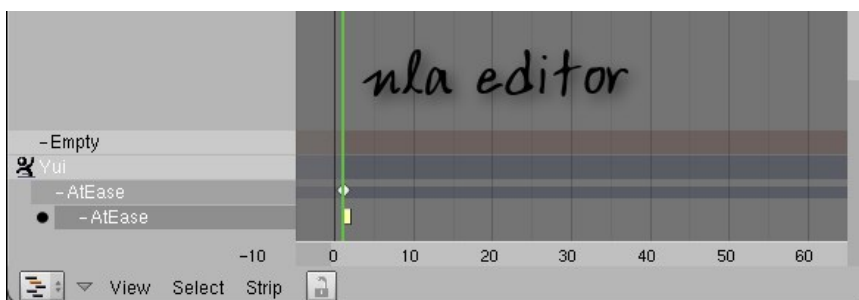 nla editor
-Empty
Yui
-AtEase
-AtEase
-10 0 10 20 30 40 50 60
View Select Strip